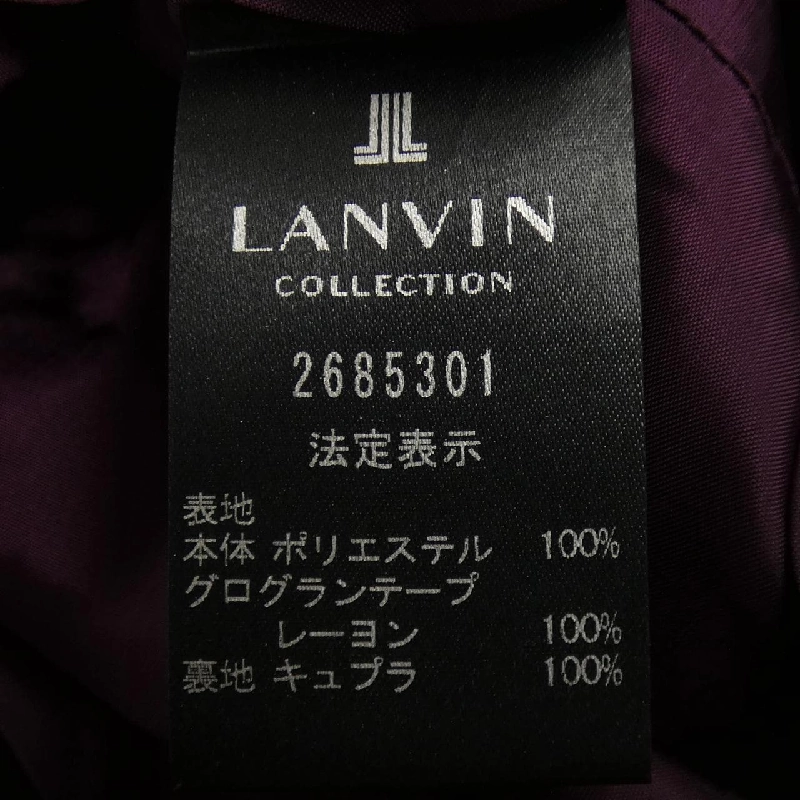 JL
LANVIN
COLLECTION
2685301
法定表示
表地
本体 ポリエステル 100%
グログランテープ
レーヨン 100%
裏地 キュプラ 100%